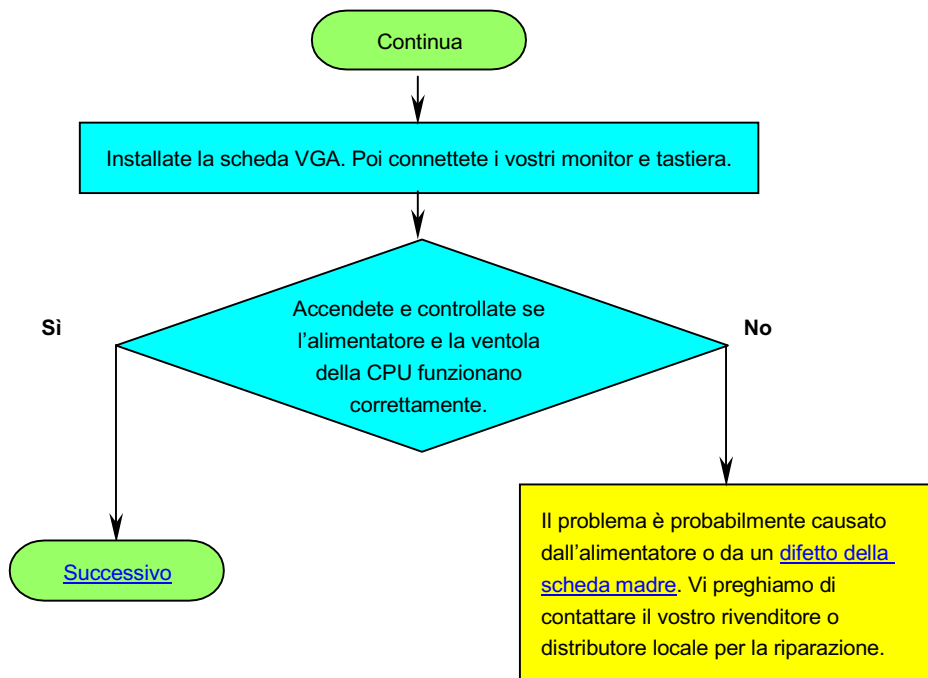 Continua
Installate la scheda VGA. Poi connettete i vostri monitor e tastiera.
Accendete e controllate se
l’alimentatore e la ventola
della CPU funzionano
correttamente.
Sì
No
Successivo
Il problema è probabilmente causato
dall’alimentatore o da un difetto della
scheda madre. Vi preghiamo di
contattare il vostro rivenditore o
distributore locale per la riparazione.